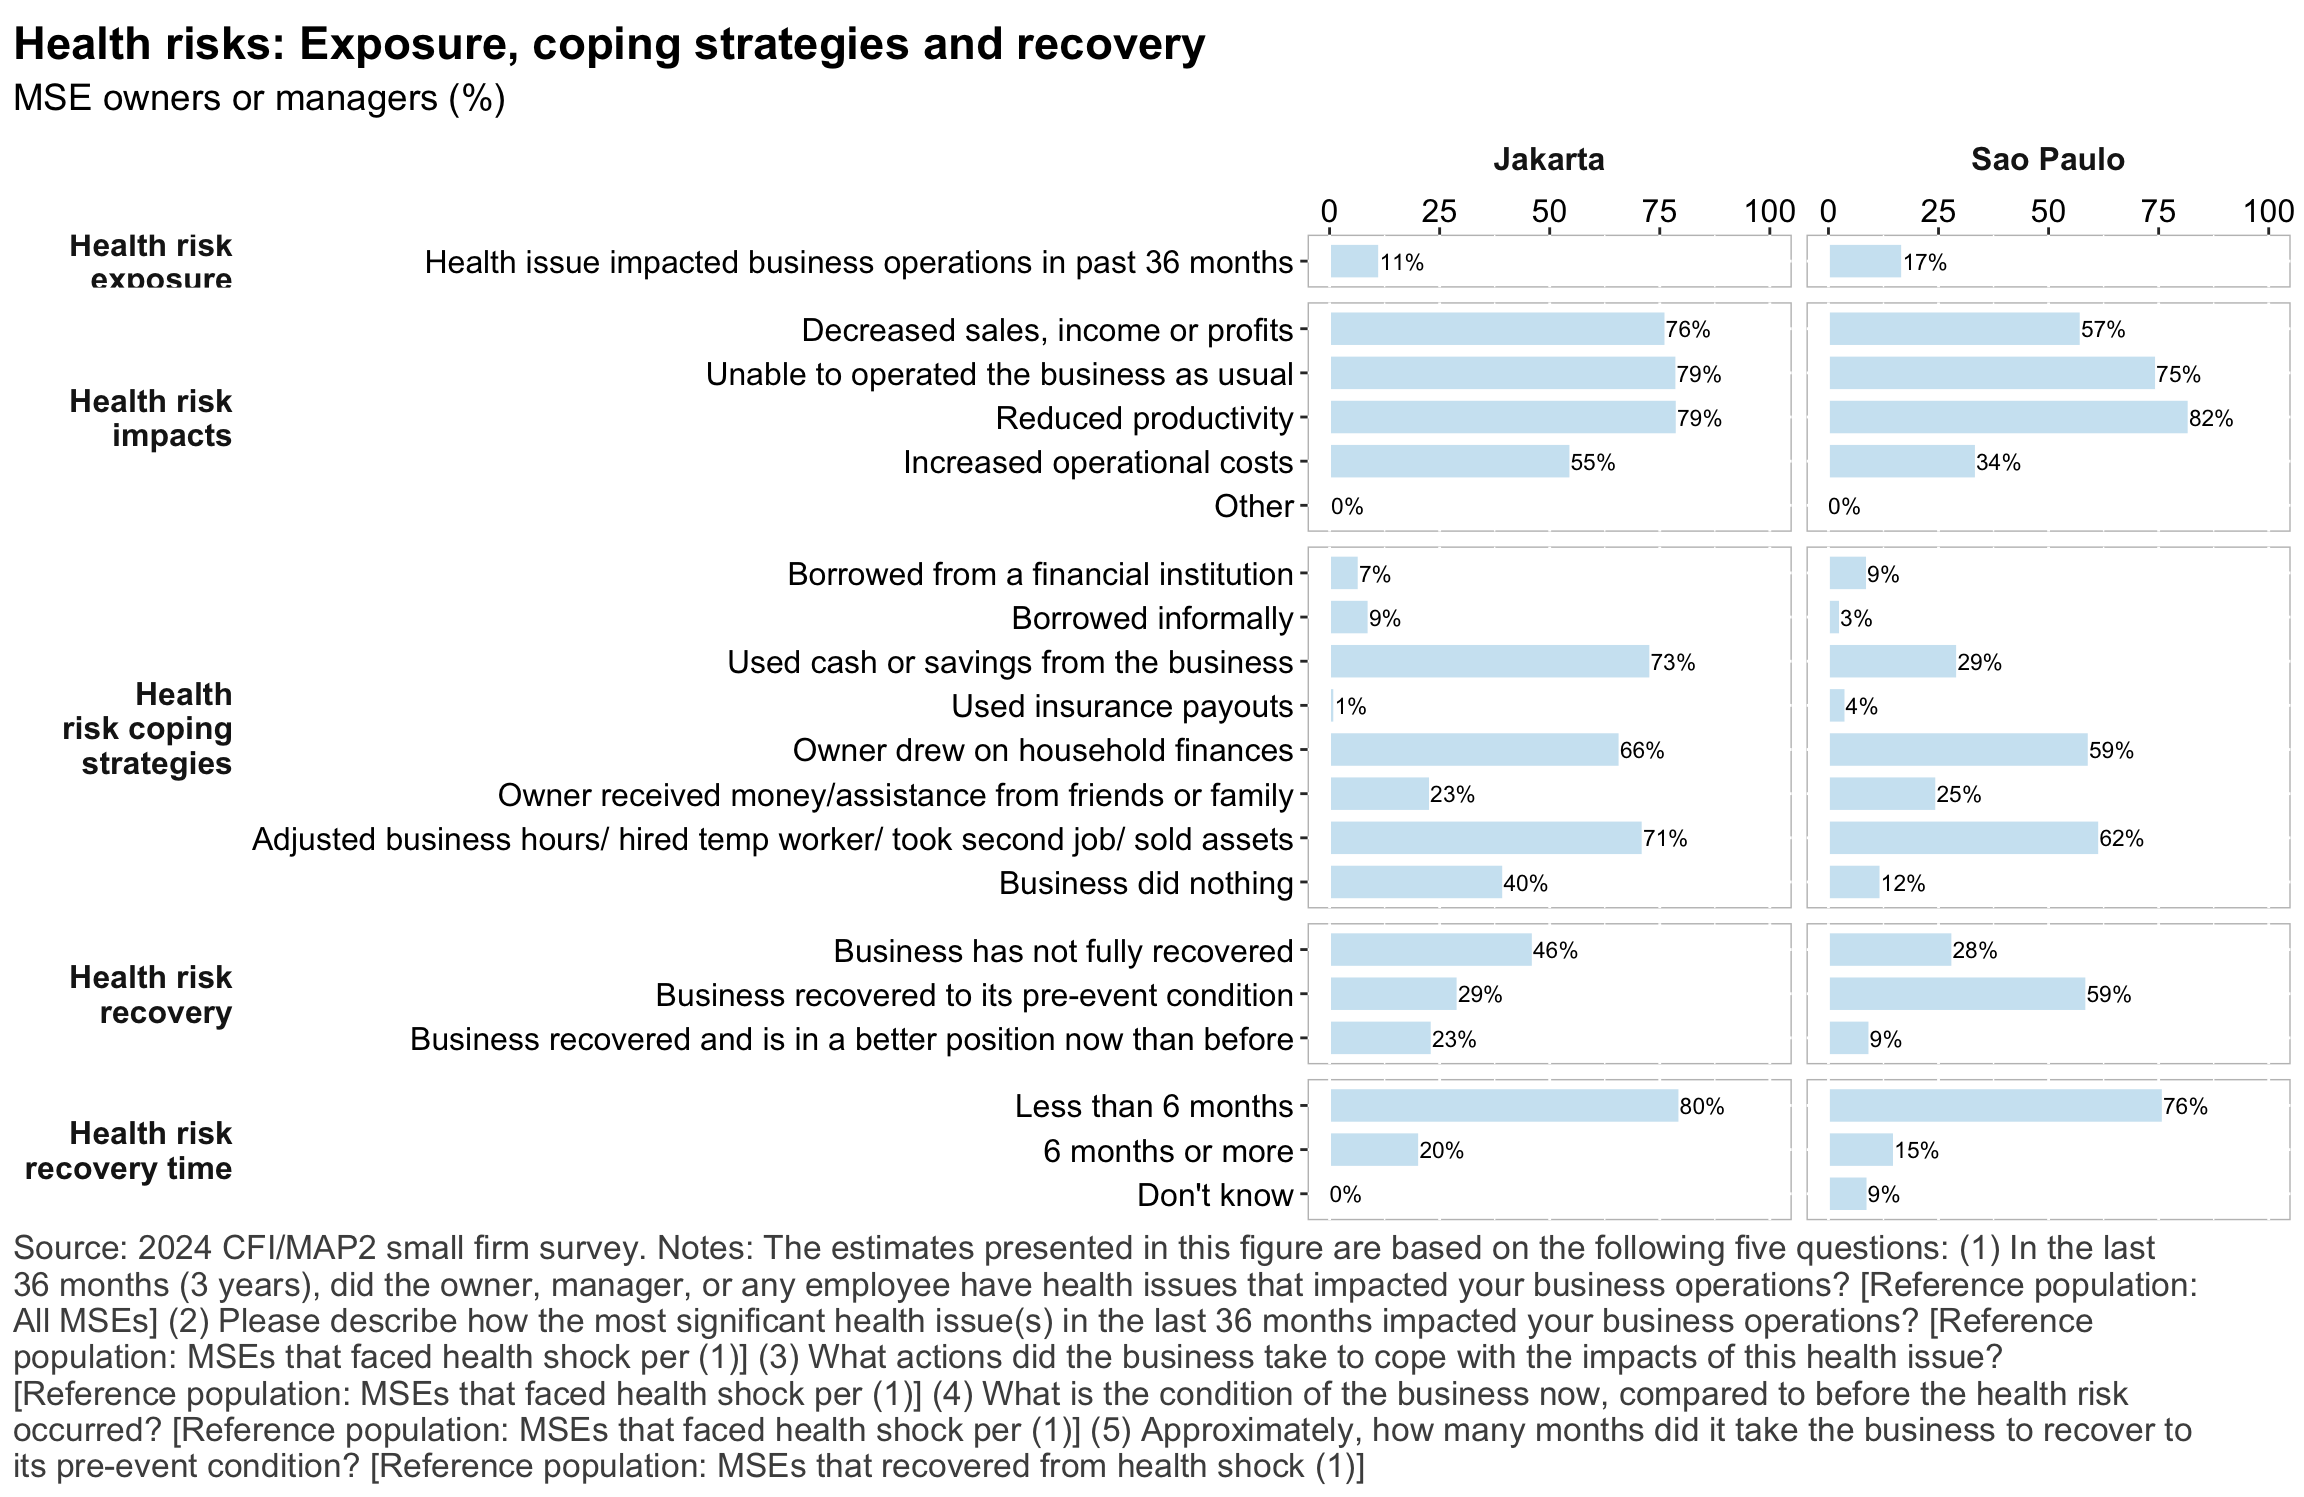 Health risks: Exposure, coping strategies and recovery
MSE owners or managers (%)
Jakarta
Sao Paulo
0 25 50 75 100 0 25 50 75 100
Health risk
exposure
Health issue impacted business operations in past 36 months 11% 17%
Health risk
impacts
Decreased sales, income or profits 76% 57%
Unable to operated the business as usual 79% 75%
Reduced productivity 79% 82%
Increased operational costs 55% 34%
Other 0% 0%
Health
risk coping
strategies
Borrowed from a financial institution 7% 9%
Borrowed informally 9% 3%
Used cash or savings from the business 73% 29%
Used insurance payouts 1% 4%
Owner drew on household finances 66% 59%
Owner received money/assistance from friends or family 23% 25%
Adjusted business hours/ hired temp worker/ took second job/ sold assets 71% 62%
Business did nothing 40% 12%
Health risk
recovery
Business has not fully recovered 46% 28%
Business recovered to its pre-event condition 29% 59%
Business recovered and is in a better position now than before 23% 9%
Health risk
recovery time
Less than 6 months 80% 76%
6 months or more 20% 15%
Don't know 0% 9%
Source: 2024 CFI/MAP2 small firm survey. Notes: The estimates presented in this figure are based on the following five questions: (1) In the last
36 months (3 years), did the owner, manager, or any employee have health issues that impacted your business operations? [Reference population:
All MSEs] (2) Please describe how the most significant health issue(s) in the last 36 months impacted your business operations? [Reference
population: MSEs that faced health shock per (1)] (3) What actions did the business take to cope with the impacts of this health issue?
[Reference population: MSEs that faced health shock per (1)] (4) What is the condition of the business now, compared to before the health risk
occurred? [Reference population: MSEs that faced health shock per (1)] (5) Approximately, how many months did it take the business to recover to
its pre-event condition? [Reference population: MSEs that recovered from health shock (1)]